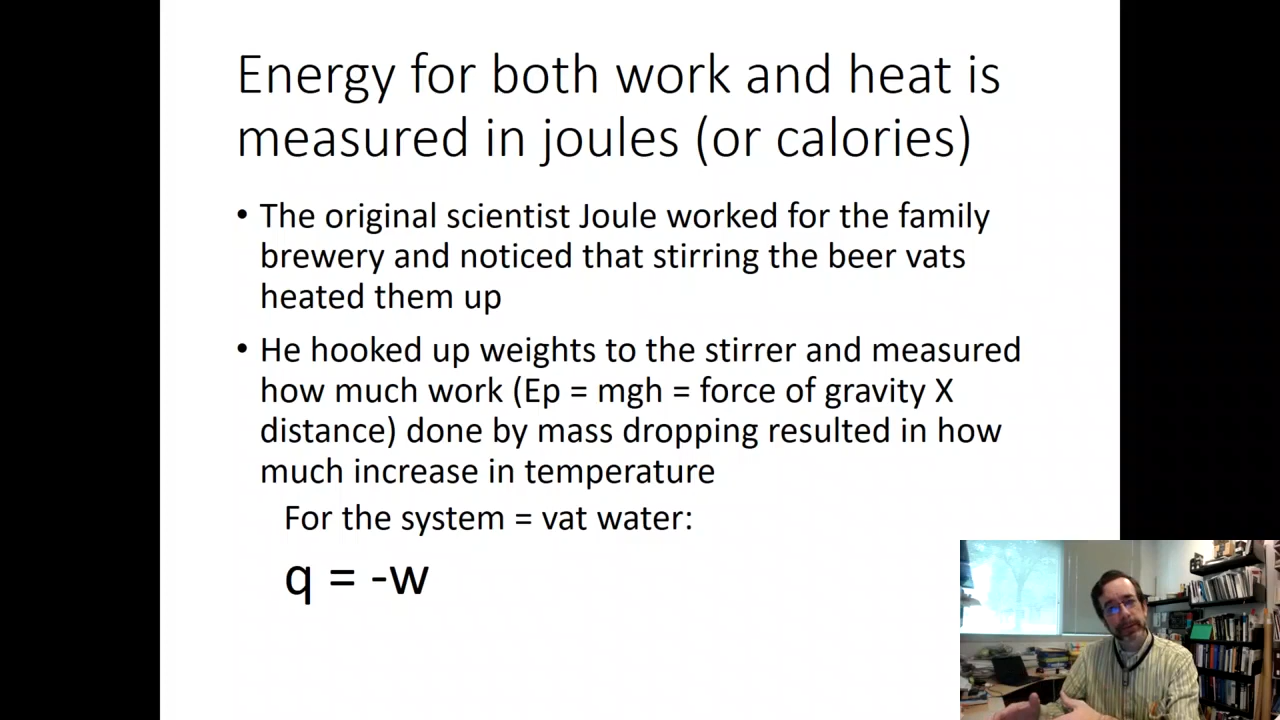 Energy for both work and heat is
measured in joules (or calories)
• The original scientist Joule worked for the family
brewery and noticed that stirring the beer vats
heated them up
• He hooked up weights to the stirrer and measured
how much work (Ep = mgh = force of gravity X
distance) done by mass dropping resulted in how
much increase in temperature
For the system = vat water:
q = -w